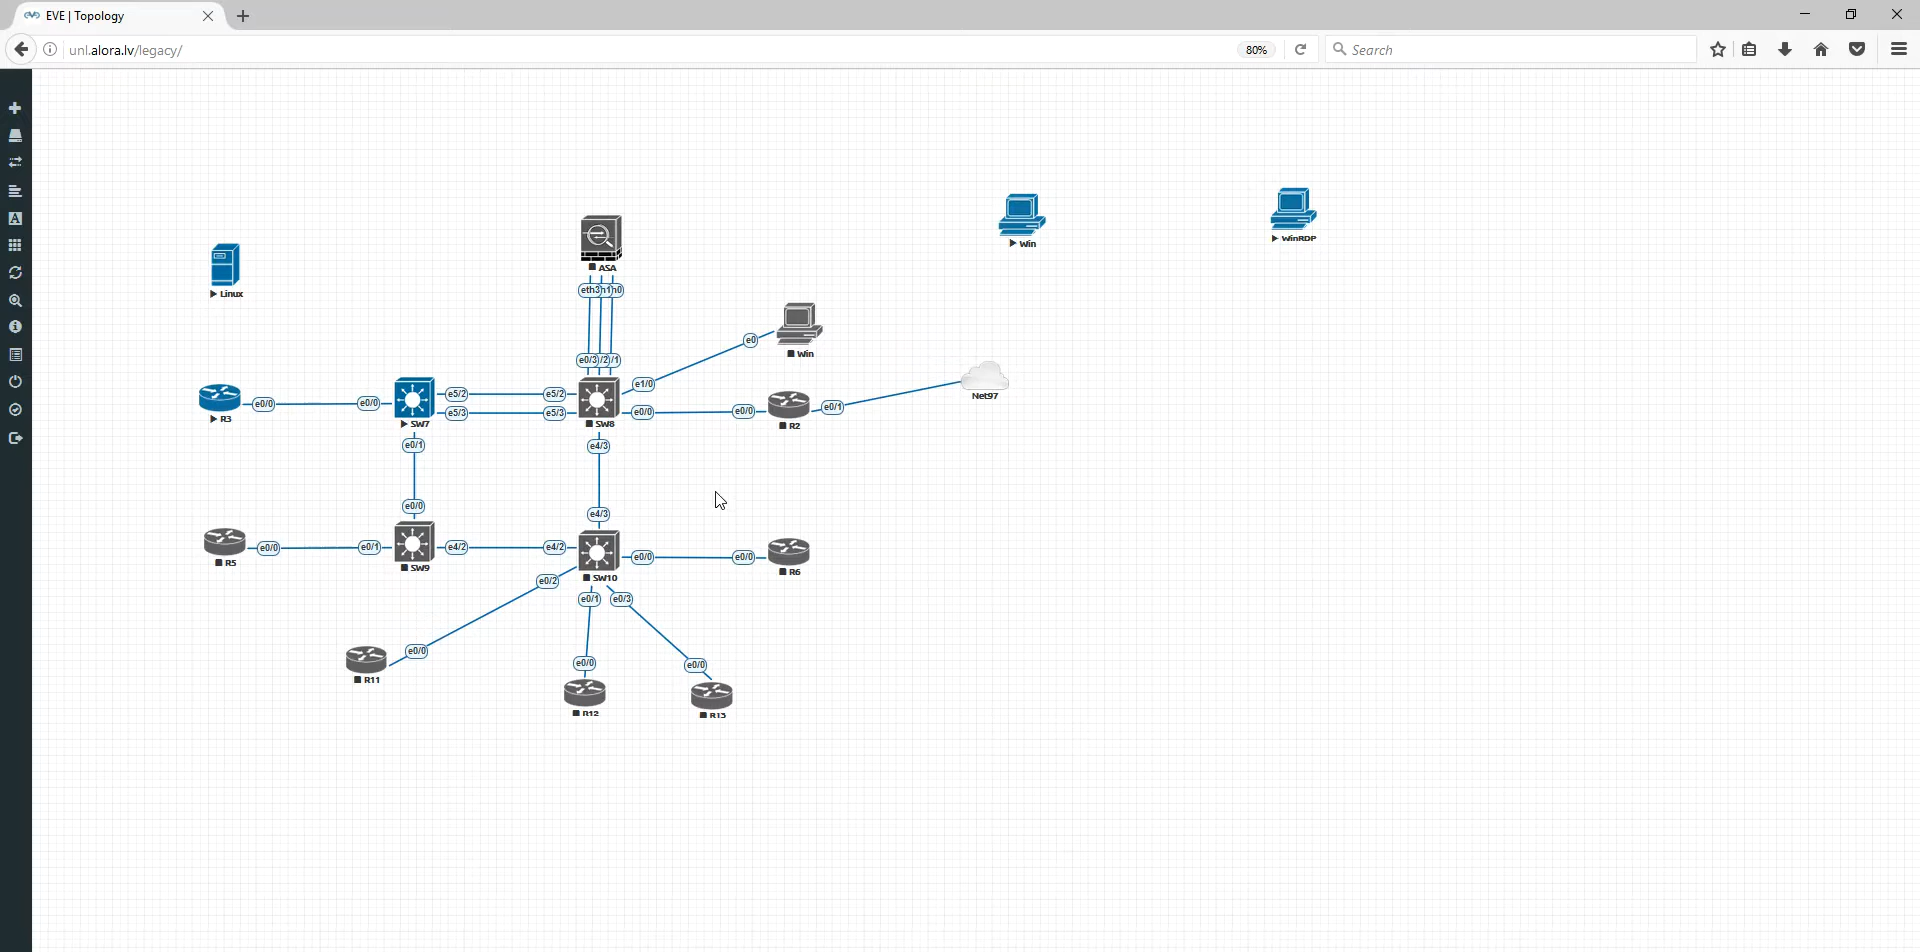 EVE | Topology
unl.alora.lv/legacy/
80%
Search
Win
WinRDP
Linux
ASA
eth3
e0/3
/2
/1
e0
Win
e1/0
Net97
R3
e0/0
e0/0
SW7
e5/2
e5/2
e5/3
e5/3
SW8
e0/0
e0/0
R2
e0/1
e0/1
e4/3
e0/0
e4/3
R5
e0/0
e0/1
SW9
e4/2
e4/2
SW10
e0/0
e0/0
R6
e0/2
e0/1
e0/3
e0/0
R11
e0/0
R12
e0/0
R13